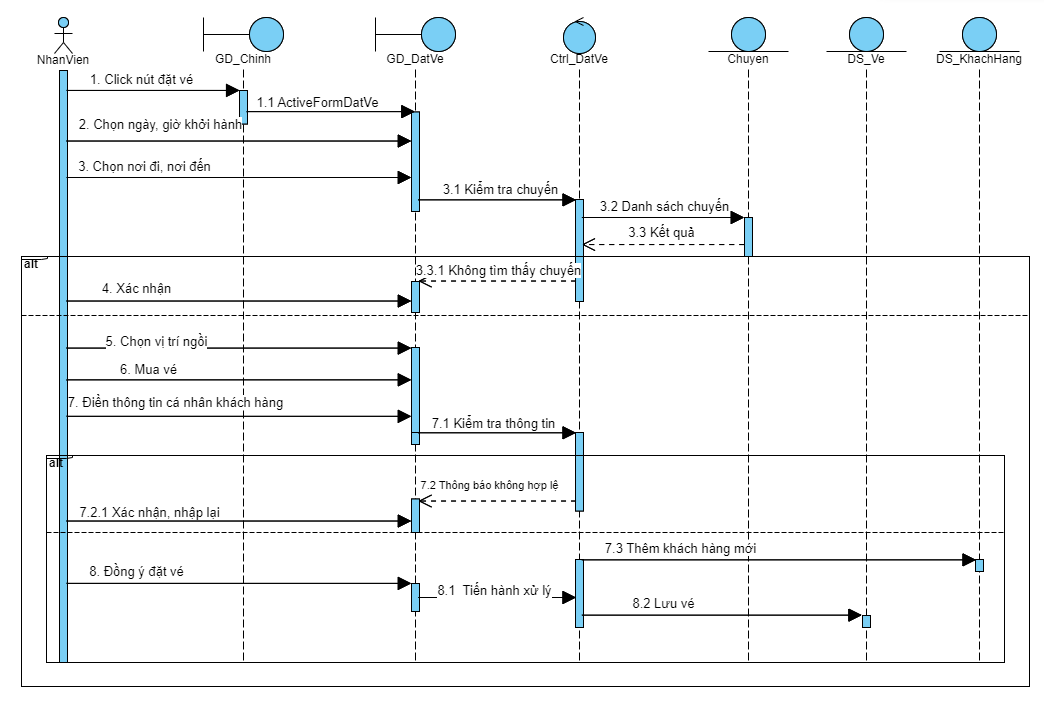 NhanVien
GD_Chinh
GD_DatVe
Ctrl_DatVe
Chuyen
DS_Ve
DS_KhachHang
1. Click nút đặt vé
1.1 ActiveFormDatVe
2. Chọn ngày, giờ khởi hành
3. Chọn nơi đi, nơi đến
3.1 Kiểm tra chuyến
3.2 Danh sách chuyến
3.3 Kết quả
alt
3.3.1 Không tìm thấy chuyến
4. Xác nhận
5. Chọn vị trí ngồi
6. Mua vé
7. Điền thông tin cá nhân khách hàng
7.1 Kiểm tra thông tin
alt
7.2 Thông báo không hợp lệ
7.2.1 Xác nhận, nhập lại
7.3 Thêm khách hàng mới
8. Đồng ý đặt vé
8.1 Tiến hành xử lý
8.2 Lưu vé